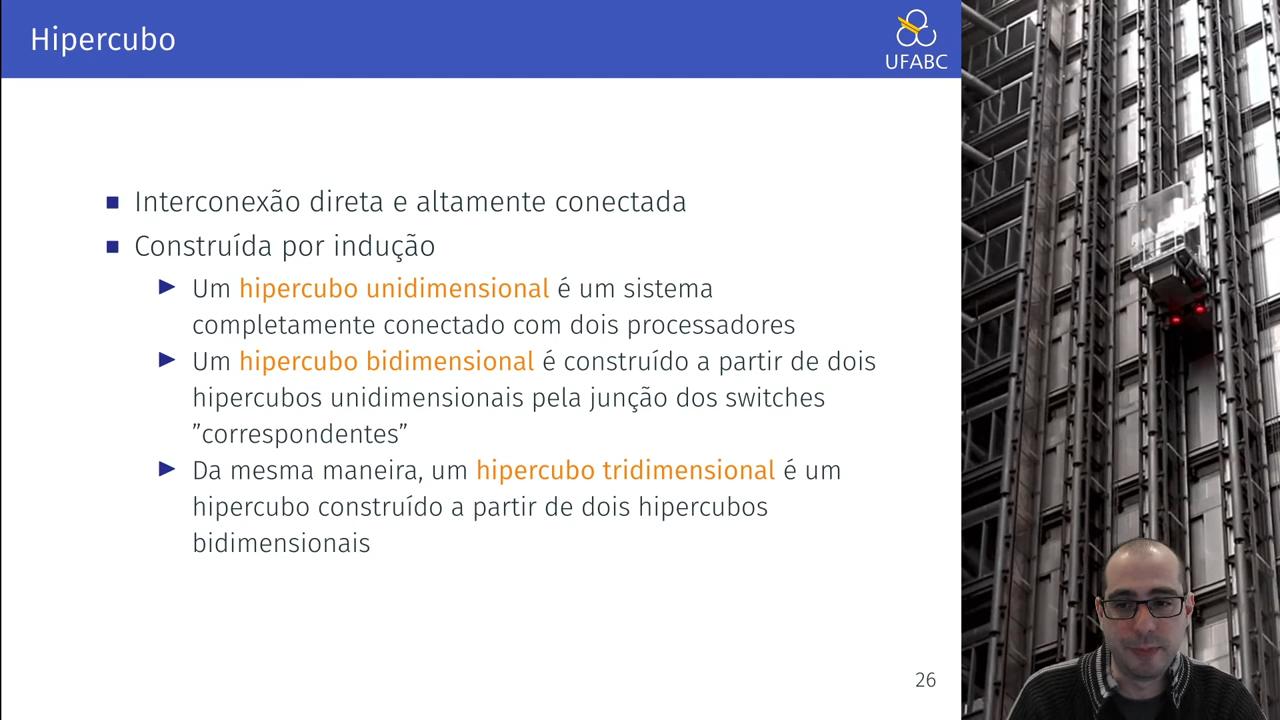 Hipercubo
UFABC
Interconexão direta e altamente conectada
Construída por indução
Um hipercubo unidimensional é um sistema
completamente conectado com dois processadores
Um hipercubo bidimensional é construído a partir de dois
hipercubos unidimensionais pela junção dos switches
”correspondentes”
Da mesma maneira, um hipercubo tridimensional é um
hipercubo construído a partir de dois hipercubos
bidimensionais
26